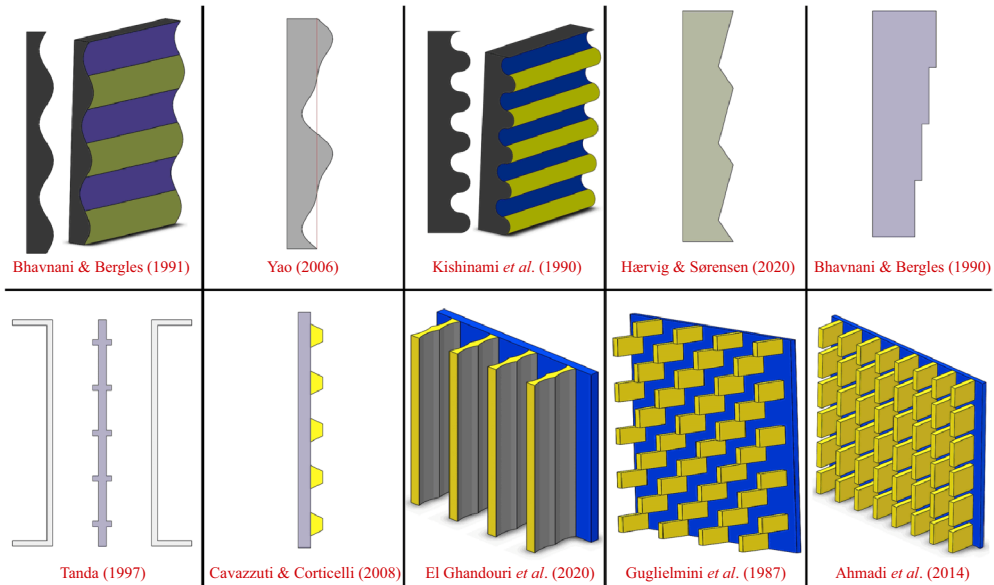 Bhavnani & Bergles (1991)
Yao (2006)
Kishinami et al. (1990)
Hærvig & Sørensen (2020)
Bhavnani & Bergles (1990)
Tanda (1997)
Cavazzuti & Corticelli (2008)
El Ghandouri et al. (2020)
Guglielmini et al. (1987)
Ahmadi et al. (2014)